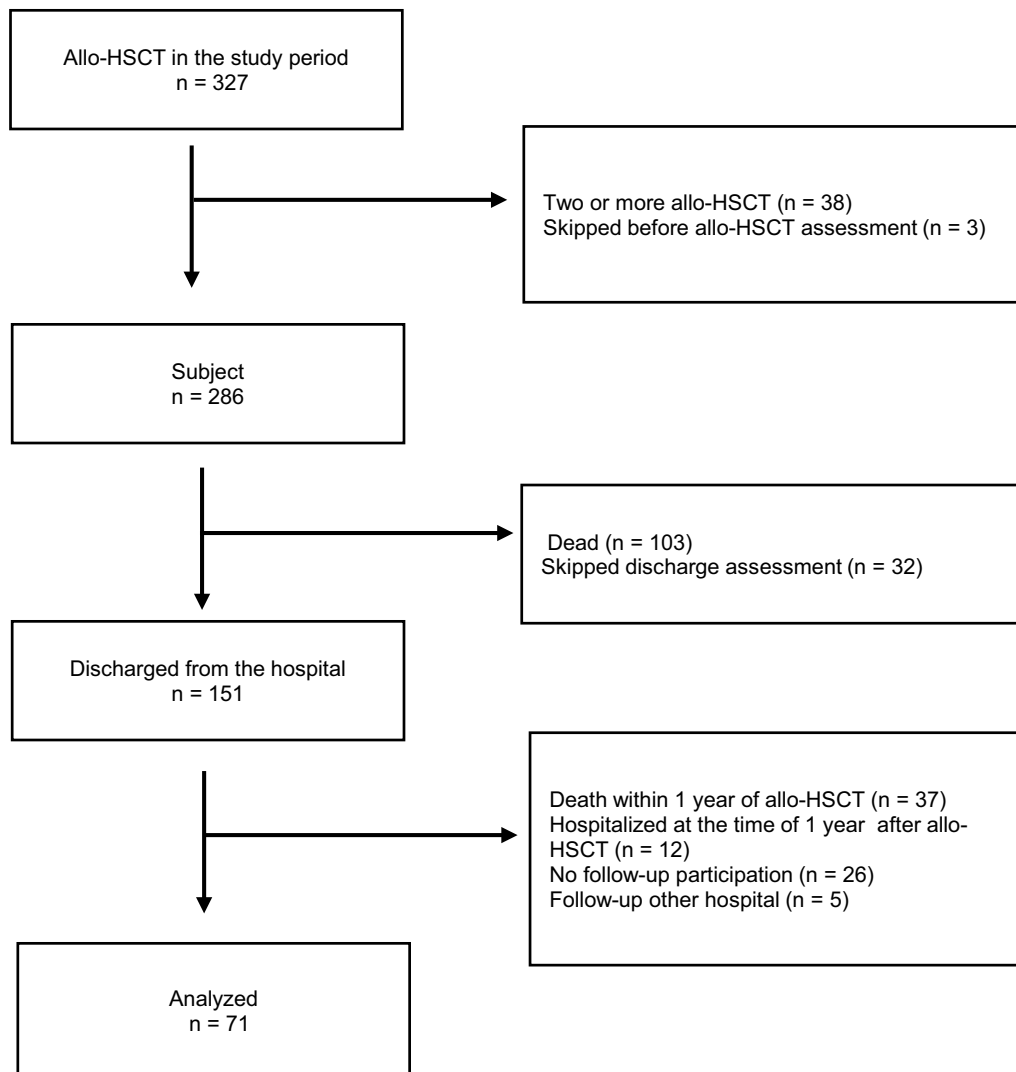 Allo-HSCT in the study period
n = 327
Two or more allo-HSCT (n = 38)
Skipped before allo-HSCT assessment (n = 3)
Subject
n = 286
Dead (n = 103)
Skipped discharge assessment (n = 32)
Discharged from the hospital
n = 151
Death within 1 year of allo-HSCT (n = 37)
Hospitalized at the time of 1 year after allo-
HSCT (n = 12)
No follow-up participation (n = 26)
Follow-up other hospital (n = 5)
Analyzed
n = 71